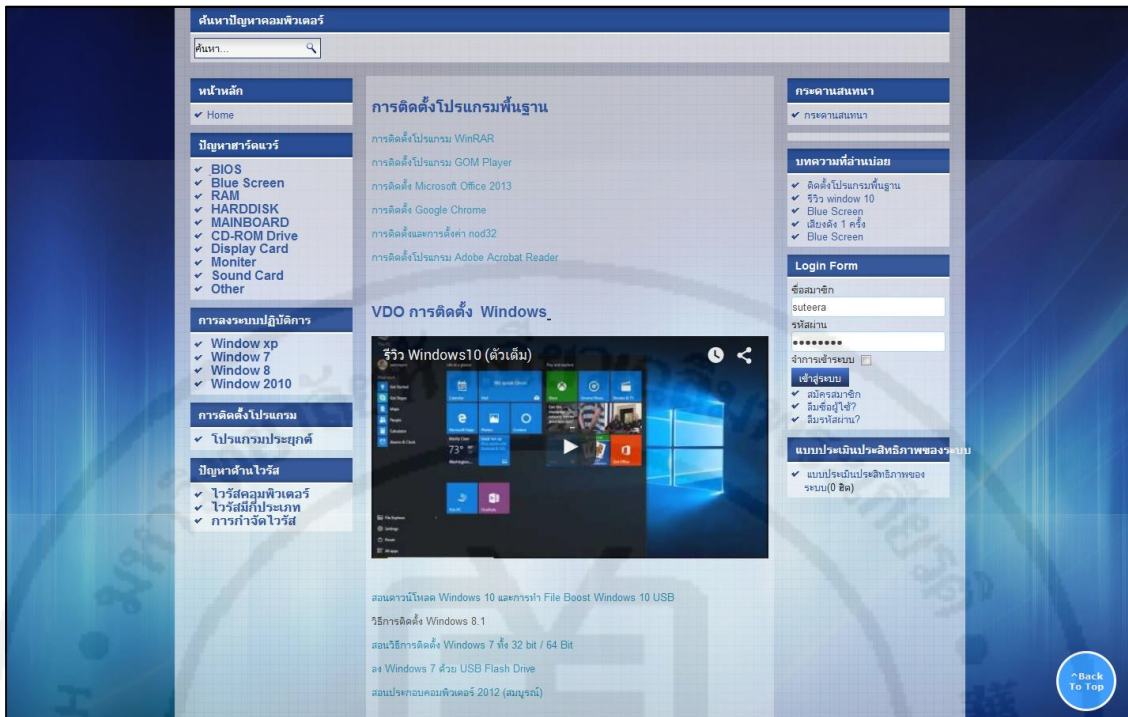 ค้นหาปัญหาคอมพิวเตอร์
ค้นหา...
หน้าหลัก
Home
ปัญหาฮาร์ดแวร์
BIOS
Blue Screen
RAM
HARDDISK
MAINBOARD
CD-ROM Drive
Display Card
Moniter
Sound Card
Other
การลงระบบปฏิบัติการ
Window xp
Window 7
Window 8
Window 2010
การติดตั้งโปรแกรม
โปรแกรมประยุกต์
ปัญหาด้านไวรัส
ไวรัสคอมพิวเตอร์
ไวรัสมีกี่ประเภท
การกำจัดไวรัส
การติดตั้งโปรแกรมพื้นฐาน
การติดตั้งโปรแกรม WinRAR
การติดตั้งโปรแกรม GOM Player
การติดตั้ง Microsoft Office 2013
การติดตั้ง Google Chrome
การติดตั้งและการตั้งค่า nod32
การติดตั้งโปรแกรม Adobe Acrobat Reader
VDO การติดตั้ง Windows
รีวิว Windows10 (ตัวเต็ม)
73°
สอนดาวน์โหลด Windows 10 และการทำ File Boost Windows 10 USB
วิธีการติดตั้ง Windows 8.1
สอนวิธีการติดตั้ง Windows 7 ทั้ง 32 bit / 64 Bit
ลง Windows 7 ด้วย USB Flash Drive
สอนประกอบคอมพิวเตอร์ 2012 (สมบูรณ์)
กระดานสนทนา
กระดานสนทนา
บทความที่อ่านบ่อย
ติดตั้งโปรแกรมพื้นฐาน
รีวิว window 10
Blue Screen
เสียงดัง 1 ครั้ง
Blue Screen
Login Form
ชื่อสมาชิก
suteera
รหัสผ่าน
จำการเข้าระบบ
เข้าสู่ระบบ
สมัครสมาชิก
ลืมชื่อผู้ใช้?
ลืมรหัสผ่าน?
แบบประเมินประสิทธิภาพของระบบ
แบบประเมินประสิทธิภาพของ
ระบบ(0 ฮิต)
^Back
To Top